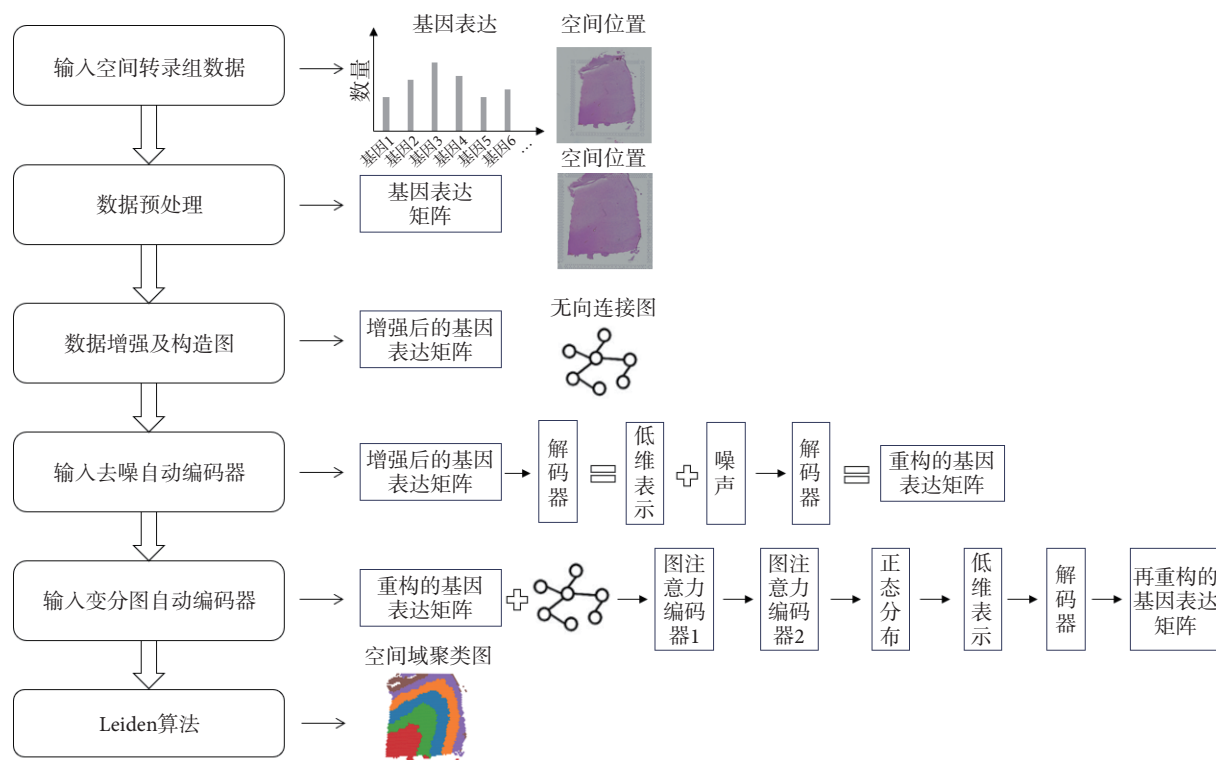 输入空间转录组数据
基因表达
数量
基因1
基因2
基因3
基因4
基因5
基因6
…
空间位置
数据预处理
基因表达
矩阵
空间位置
数据增强及构造图
增强后的基因
表达矩阵
无向连接图
输入去噪自动编码器
增强后的基因
表达矩阵
解
码
器
低
维
表
示
噪
声
解
码
器
重构的基因
表达矩阵
输入变分图自动编码器
重构的基因
表达矩阵
图注
意力
编码
器1
图注
意力
编码
器2
正
态
分
布
低
维
表
示
解
码
器
再重构的
基因表达
矩阵
Leiden算法
空间域聚类图